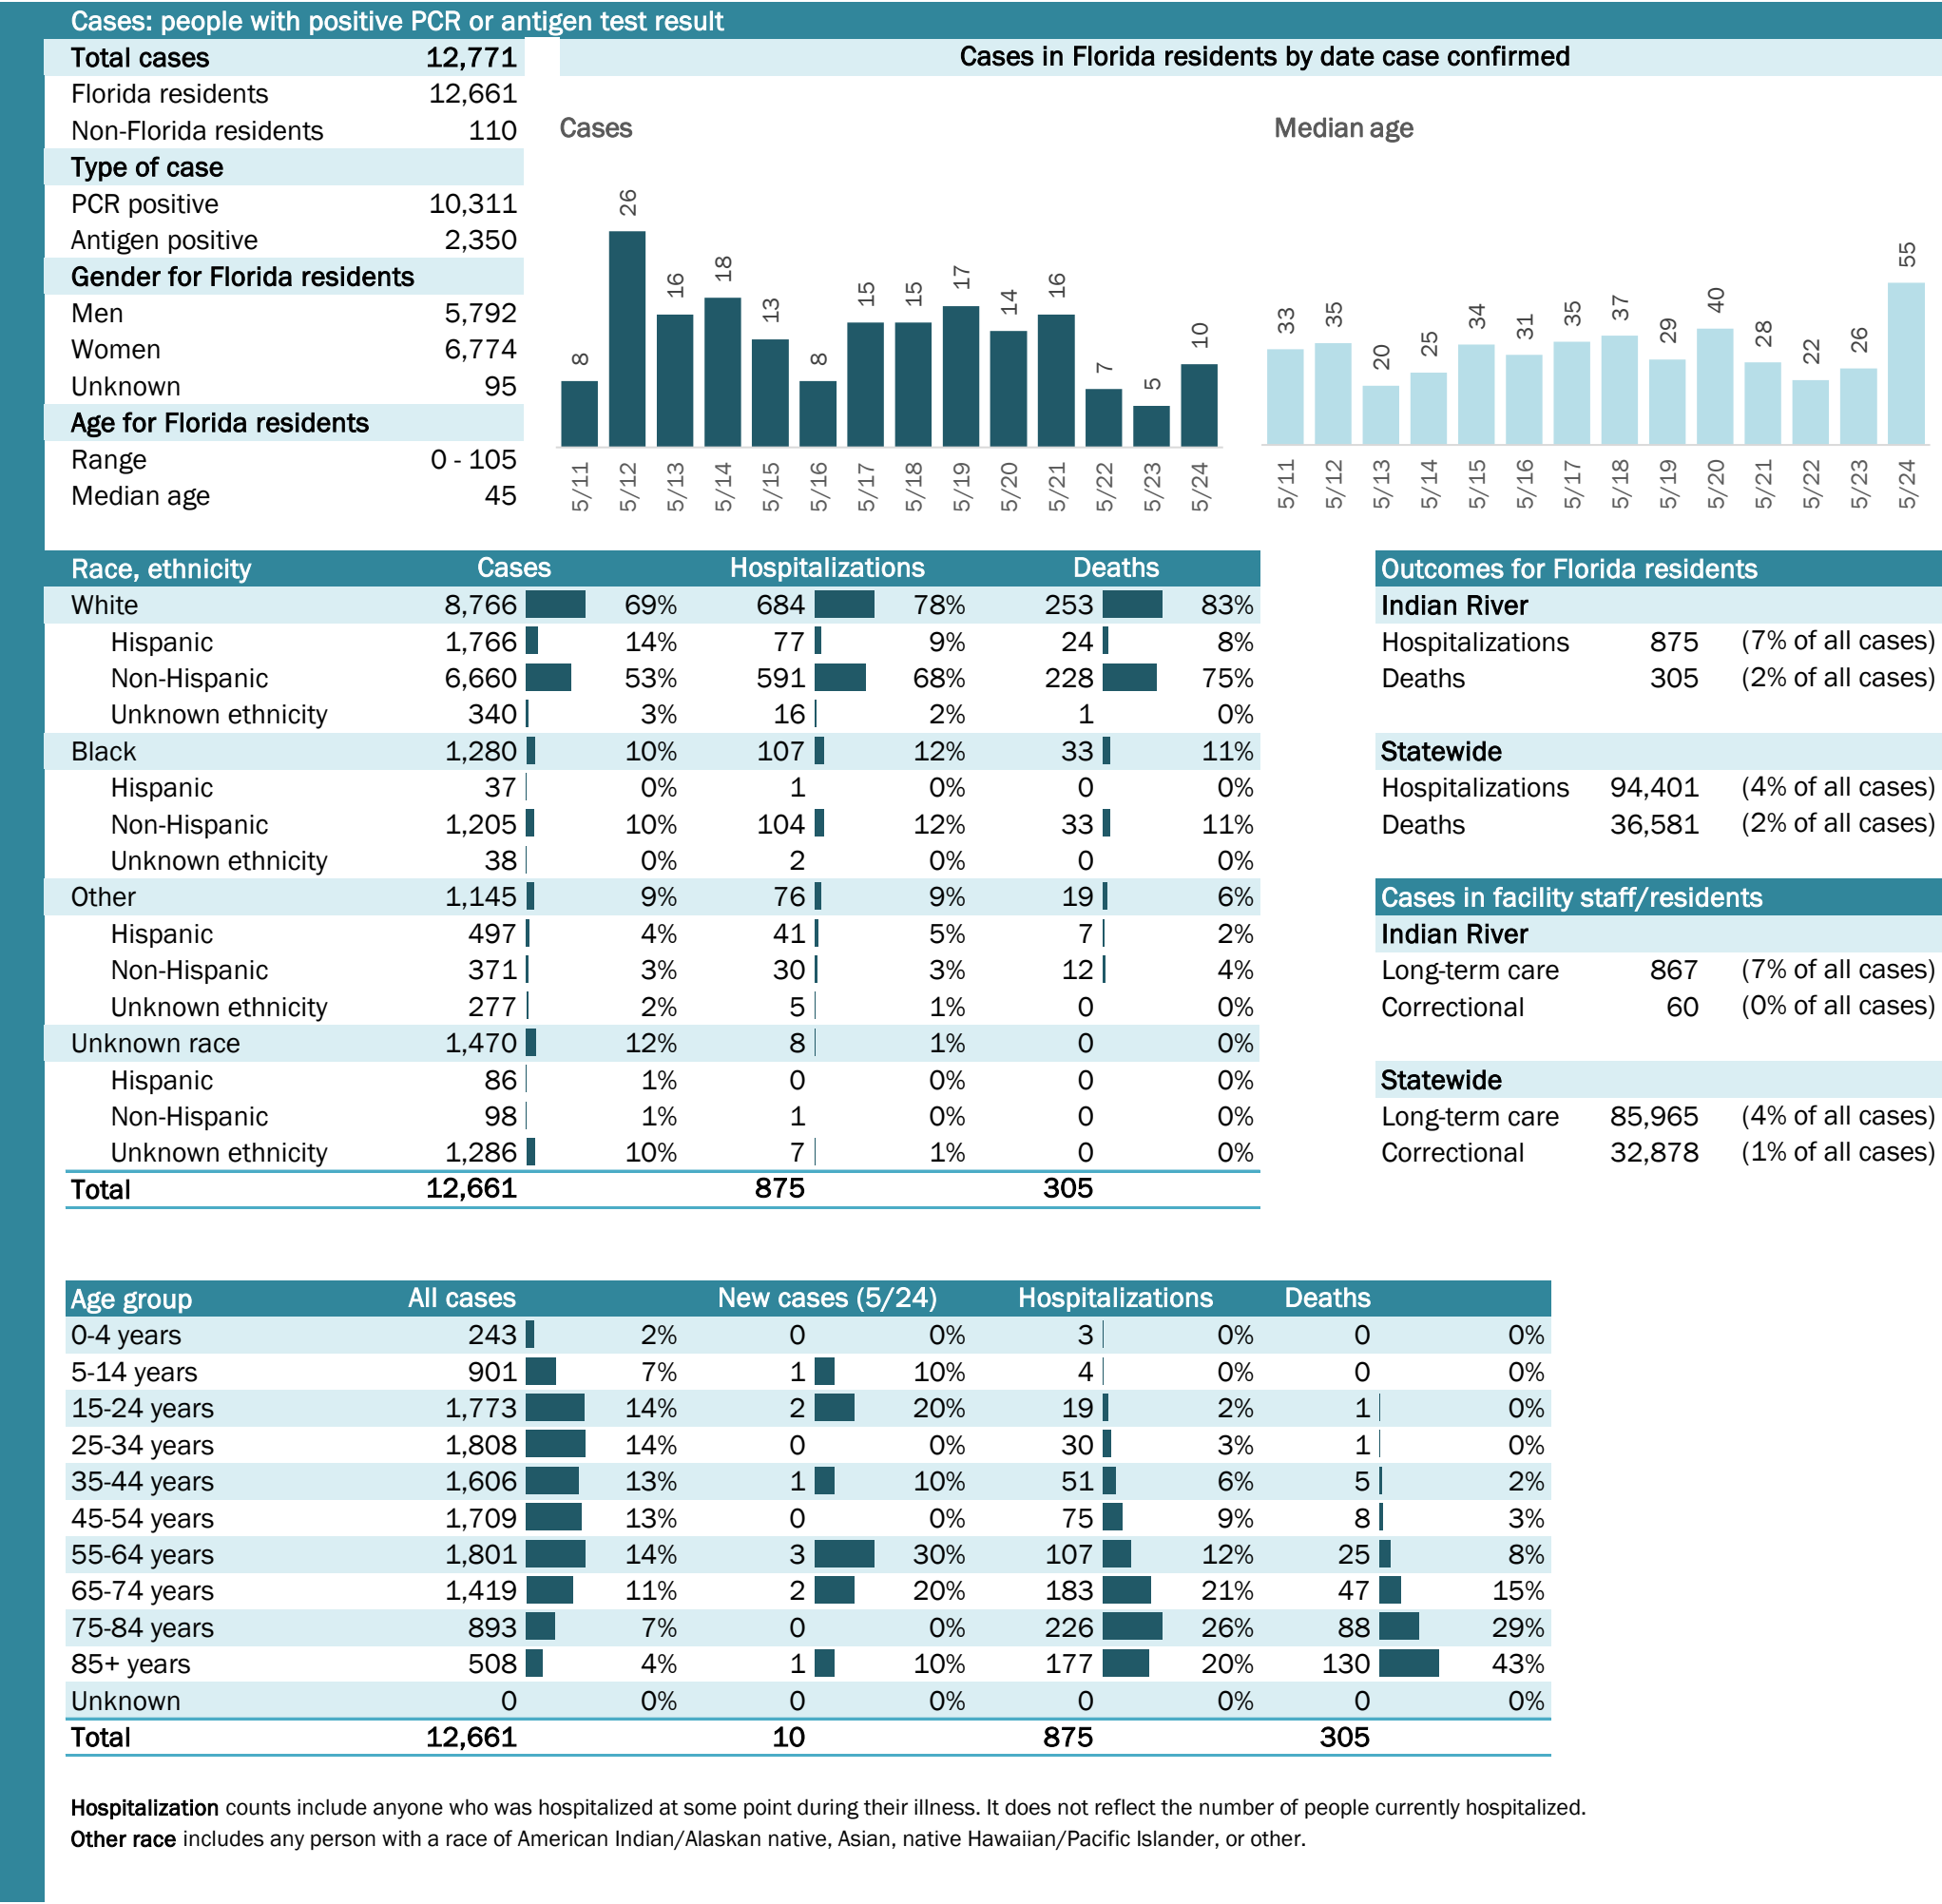 Cases: people with positive PCR or antigen test result
Total cases 12,771
Florida residents 12,661
Non-Florida residents 110
Type of case
PCR positive 10,311
Antigen positive 2,350
Gender for Florida residents
Men 5,792
Women 6,774
Unknown 95
Age for Florida residents
Range 0 - 105
Median age 45
Cases in Florida residents by date case confirmed
Cases
8 26 16 18 13 8 15 15 17 14 16 7 5 10
5/11 5/12 5/13 5/14 5/15 5/16 5/17 5/18 5/19 5/20 5/21 5/22 5/23 5/24
Median age
33 35 20 25 34 31 35 37 29 40 28 22 26 55
5/11 5/12 5/13 5/14 5/15 5/16 5/17 5/18 5/19 5/20 5/21 5/22 5/23 5/24
Race, ethnicity Cases Hospitalizations Deaths
White 8,766 69% 684 78% 253 83%
Hispanic 1,766 14% 77 9% 24 8%
Non-Hispanic 6,660 53% 591 68% 228 75%
Unknown ethnicity 340 3% 16 2% 1 0%
Black 1,280 10% 107 12% 33 11%
Hispanic 37 0% 1 0% 0 0%
Non-Hispanic 1,205 10% 104 12% 33 11%
Unknown ethnicity 38 0% 2 0% 0 0%
Other 1,145 9% 76 9% 19 6%
Hispanic 497 4% 41 5% 7 2%
Non-Hispanic 371 3% 30 3% 12 4%
Unknown ethnicity 277 2% 5 1% 0 0%
Unknown race 1,470 12% 8 1% 0 0%
Hispanic 86 1% 0 0% 0 0%
Non-Hispanic 98 1% 1 0% 0 0%
Unknown ethnicity 1,286 10% 7 1% 0 0%
Total 12,661 875 305
Outcomes for Florida residents
Indian River
Hospitalizations 875 (7% of all cases)
Deaths 305 (2% of all cases)
Statewide
Hospitalizations 94,401 (4% of all cases)
Deaths 36,581 (2% of all cases)
Cases in facility staff/residents
Indian River
Long-term care 867 (7% of all cases)
Correctional 60 (0% of all cases)
Statewide
Long-term care 85,965 (4% of all cases)
Correctional 32,878 (1% of all cases)
Age group All cases New cases (5/24) Hospitalizations Deaths
0-4 years 243 2% 0 0% 3 0% 0 0%
5-14 years 901 7% 1 10% 4 0% 0 0%
15-24 years 1,773 14% 2 20% 19 2% 1 0%
25-34 years 1,808 14% 0 0% 30 3% 1 0%
35-44 years 1,606 13% 1 10% 51 6% 5 2%
45-54 years 1,709 13% 0 0% 75 9% 8 3%
55-64 years 1,801 14% 3 30% 107 12% 25 8%
65-74 years 1,419 11% 2 20% 183 21% 47 15%
75-84 years 893 7% 0 0% 226 26% 88 29%
85+ years 508 4% 1 10% 177 20% 130 43%
Unknown 0 0% 0 0% 0 0% 0 0%
Total 12,661 10 875 305
Hospitalization counts include anyone who was hospitalized at some point during their illness. It does not reflect the number of people currently hospitalized.
Other race includes any person with a race of American Indian/Alaskan native, Asian, native Hawaiian/Pacific Islander, or other.